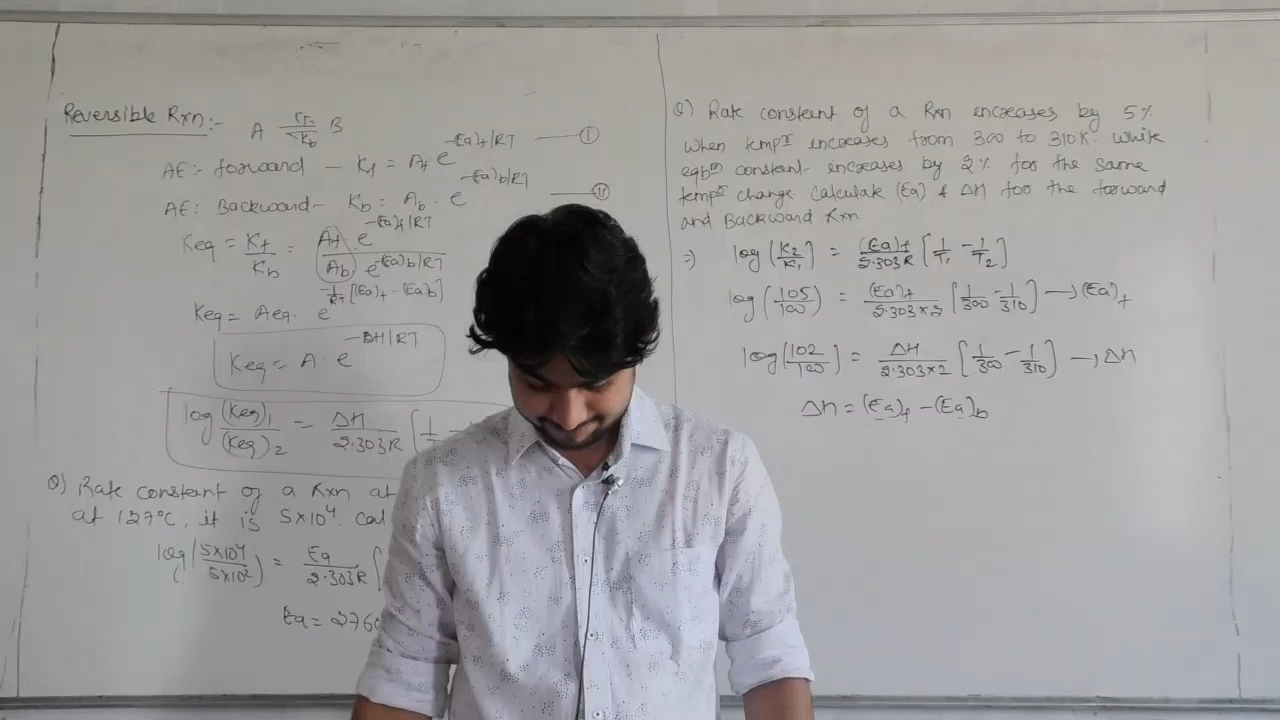 Reversible Rxn:-
A ⇌ B
Kf
Kb
AE:- forward - Kf = Af e^-(Ea)f/RT —— (I)
AE: Backward- Kb = Ab. e^-(Ea)b/RT —— (II)
Keq = Kf/Kb = Af e^-(Ea)f/RT / Ab e^-(Ea)b/RT
Keq = Aeq. e^-1/RT[(Ea)f - (Ea)b]
Keq = A. e^-ΔH/RT
log (Keq)1/(Keq)2 = ΔH/2.303R [1/
Q) Rate constant of a Rxn at
at 127°C, it is 5×10^4. cal
log(5×10^4/5×10^2) = Ea/2.303R [
Ea = 276
Q) Rate constant of a Rxn increases by 5%
when temp^r increases from 300 to 310K. While
eqb^m constant increases by 2% for the same
temp^r change. Calculate (Ea) & ΔH for the forward
and Backward Rxn
⇒) log(K2/K1) = (Ea)f/2.303R [1/T1 - 1/T2]
log(105/100) = (Ea)f/2.303×2 [1/300 - 1/310] → (Ea)f
log(102/100) = ΔH/2.303×2 [1/300 - 1/310] → ΔH
ΔH = (Ea)f - (Ea)b